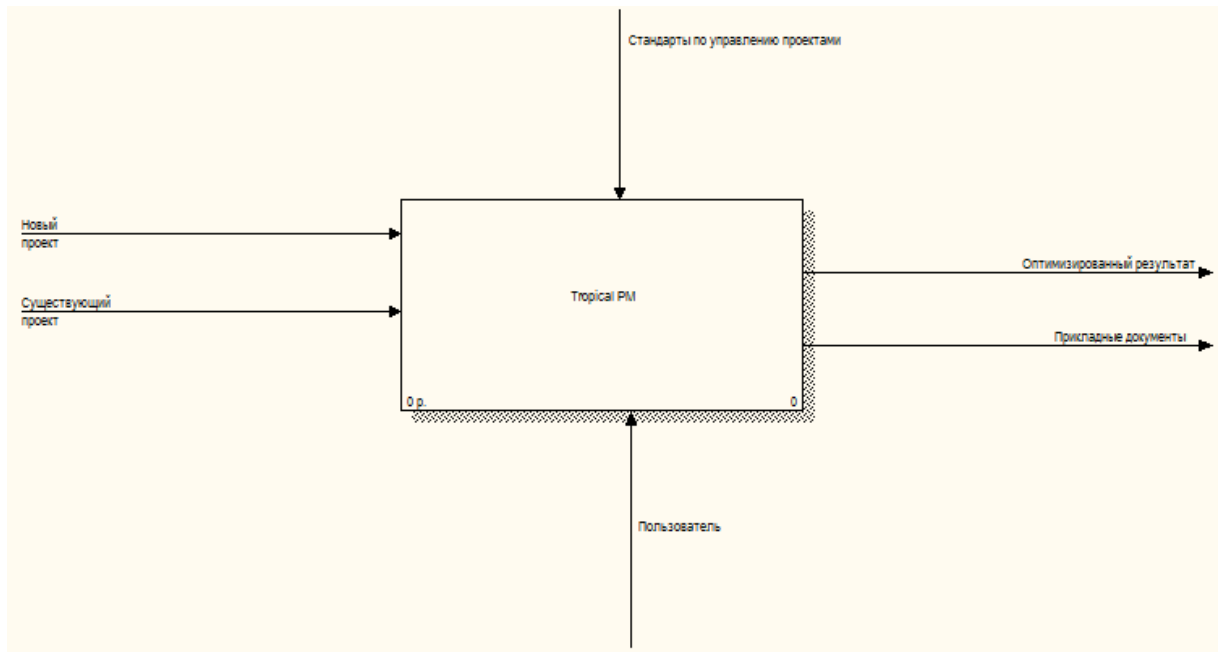 Стандарты по управлению проектами
Новый
проект
Оптимизированный результат
Tropical PM
Существующий
проект
Прикладные документы
0 р.
0
Пользователь